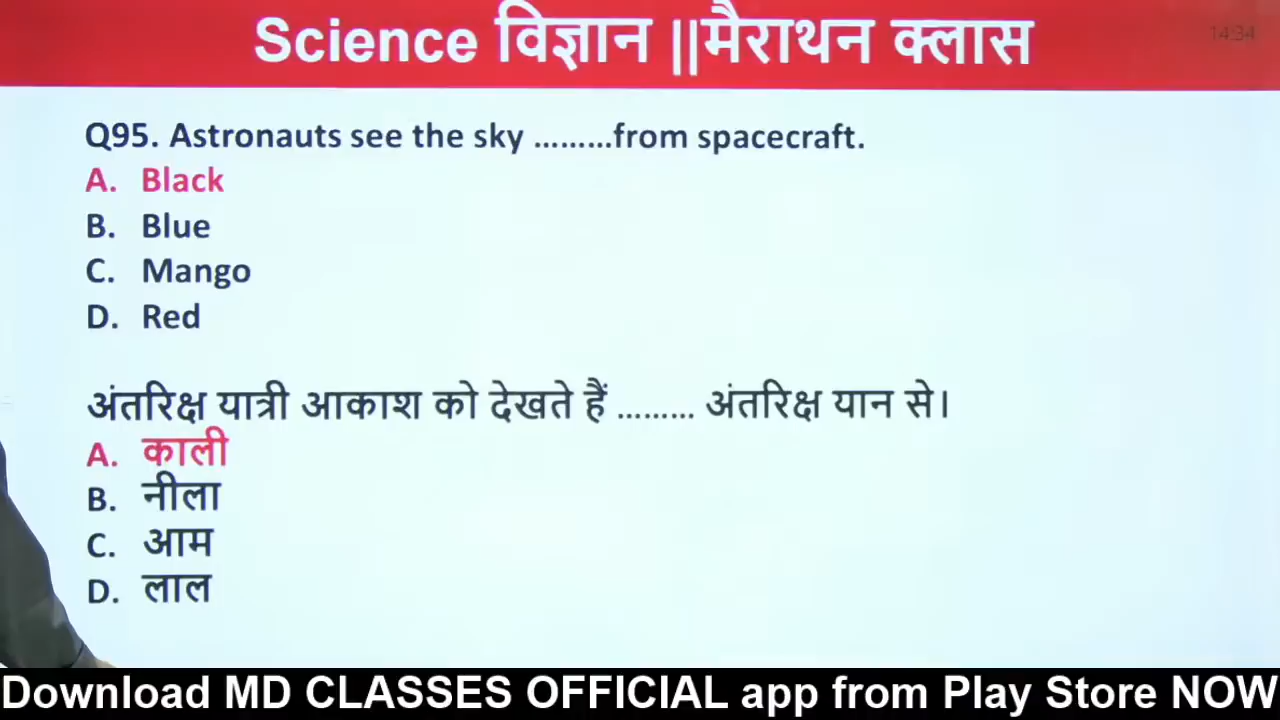 Science विज्ञान ||मैराथन क्लास
14:34
Q95. Astronauts see the sky .........from spacecraft.
A. Black
B. Blue
C. Mango
D. Red
अंतरिक्ष यात्री आकाश को देखते हैं ......... अंतरिक्ष यान से।
A. काली
B. नीला
C. आम
D. लाल
Download MD CLASSES OFFICIAL app from Play Store NOW